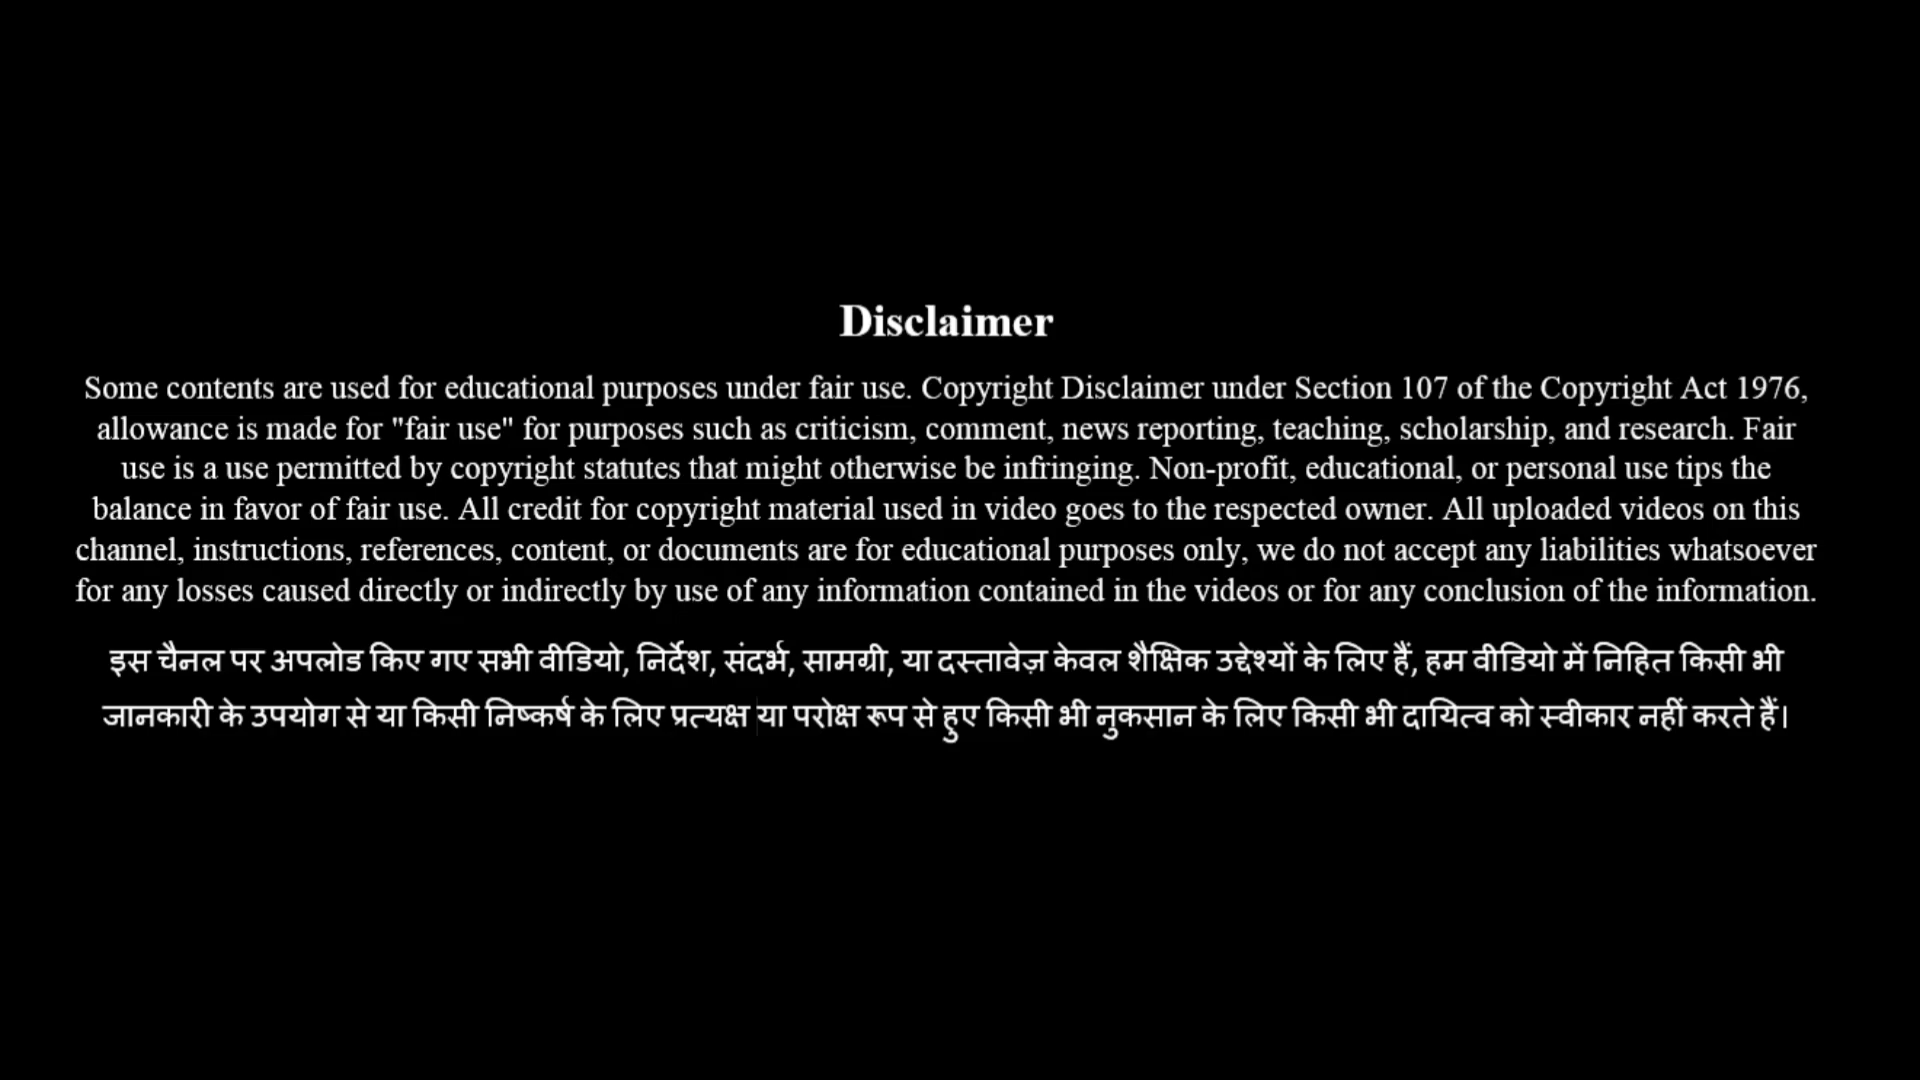 Disclaimer
Some contents are used for educational purposes under fair use. Copyright Disclaimer under Section 107 of the Copyright Act 1976,
allowance is made for "fair use" for purposes such as criticism, comment, news reporting, teaching, scholarship, and research. Fair
use is a use permitted by copyright statutes that might otherwise be infringing. Non-profit, educational, or personal use tips the
balance in favor of fair use. All credit for copyright material used in video goes to the respected owner. All uploaded videos on this
channel, instructions, references, content, or documents are for educational purposes only, we do not accept any liabilities whatsoever
for any losses caused directly or indirectly by use of any information contained in the videos or for any conclusion of the information.
इस चैनल पर अपलोड किए गए सभी वीडियो, निर्देश, संदर्भ, सामग्री, या दस्तावेज़ केवल शैक्षिक उद्देश्यों के लिए हैं, हम वीडियो में निहित किसी भी
जानकारी के उपयोग से या किसी निष्कर्ष के लिए प्रत्यक्ष या परोक्ष रूप से हुए किसी भी नुकसान के लिए किसी भी दायित्व को स्वीकार नहीं करते हैं।